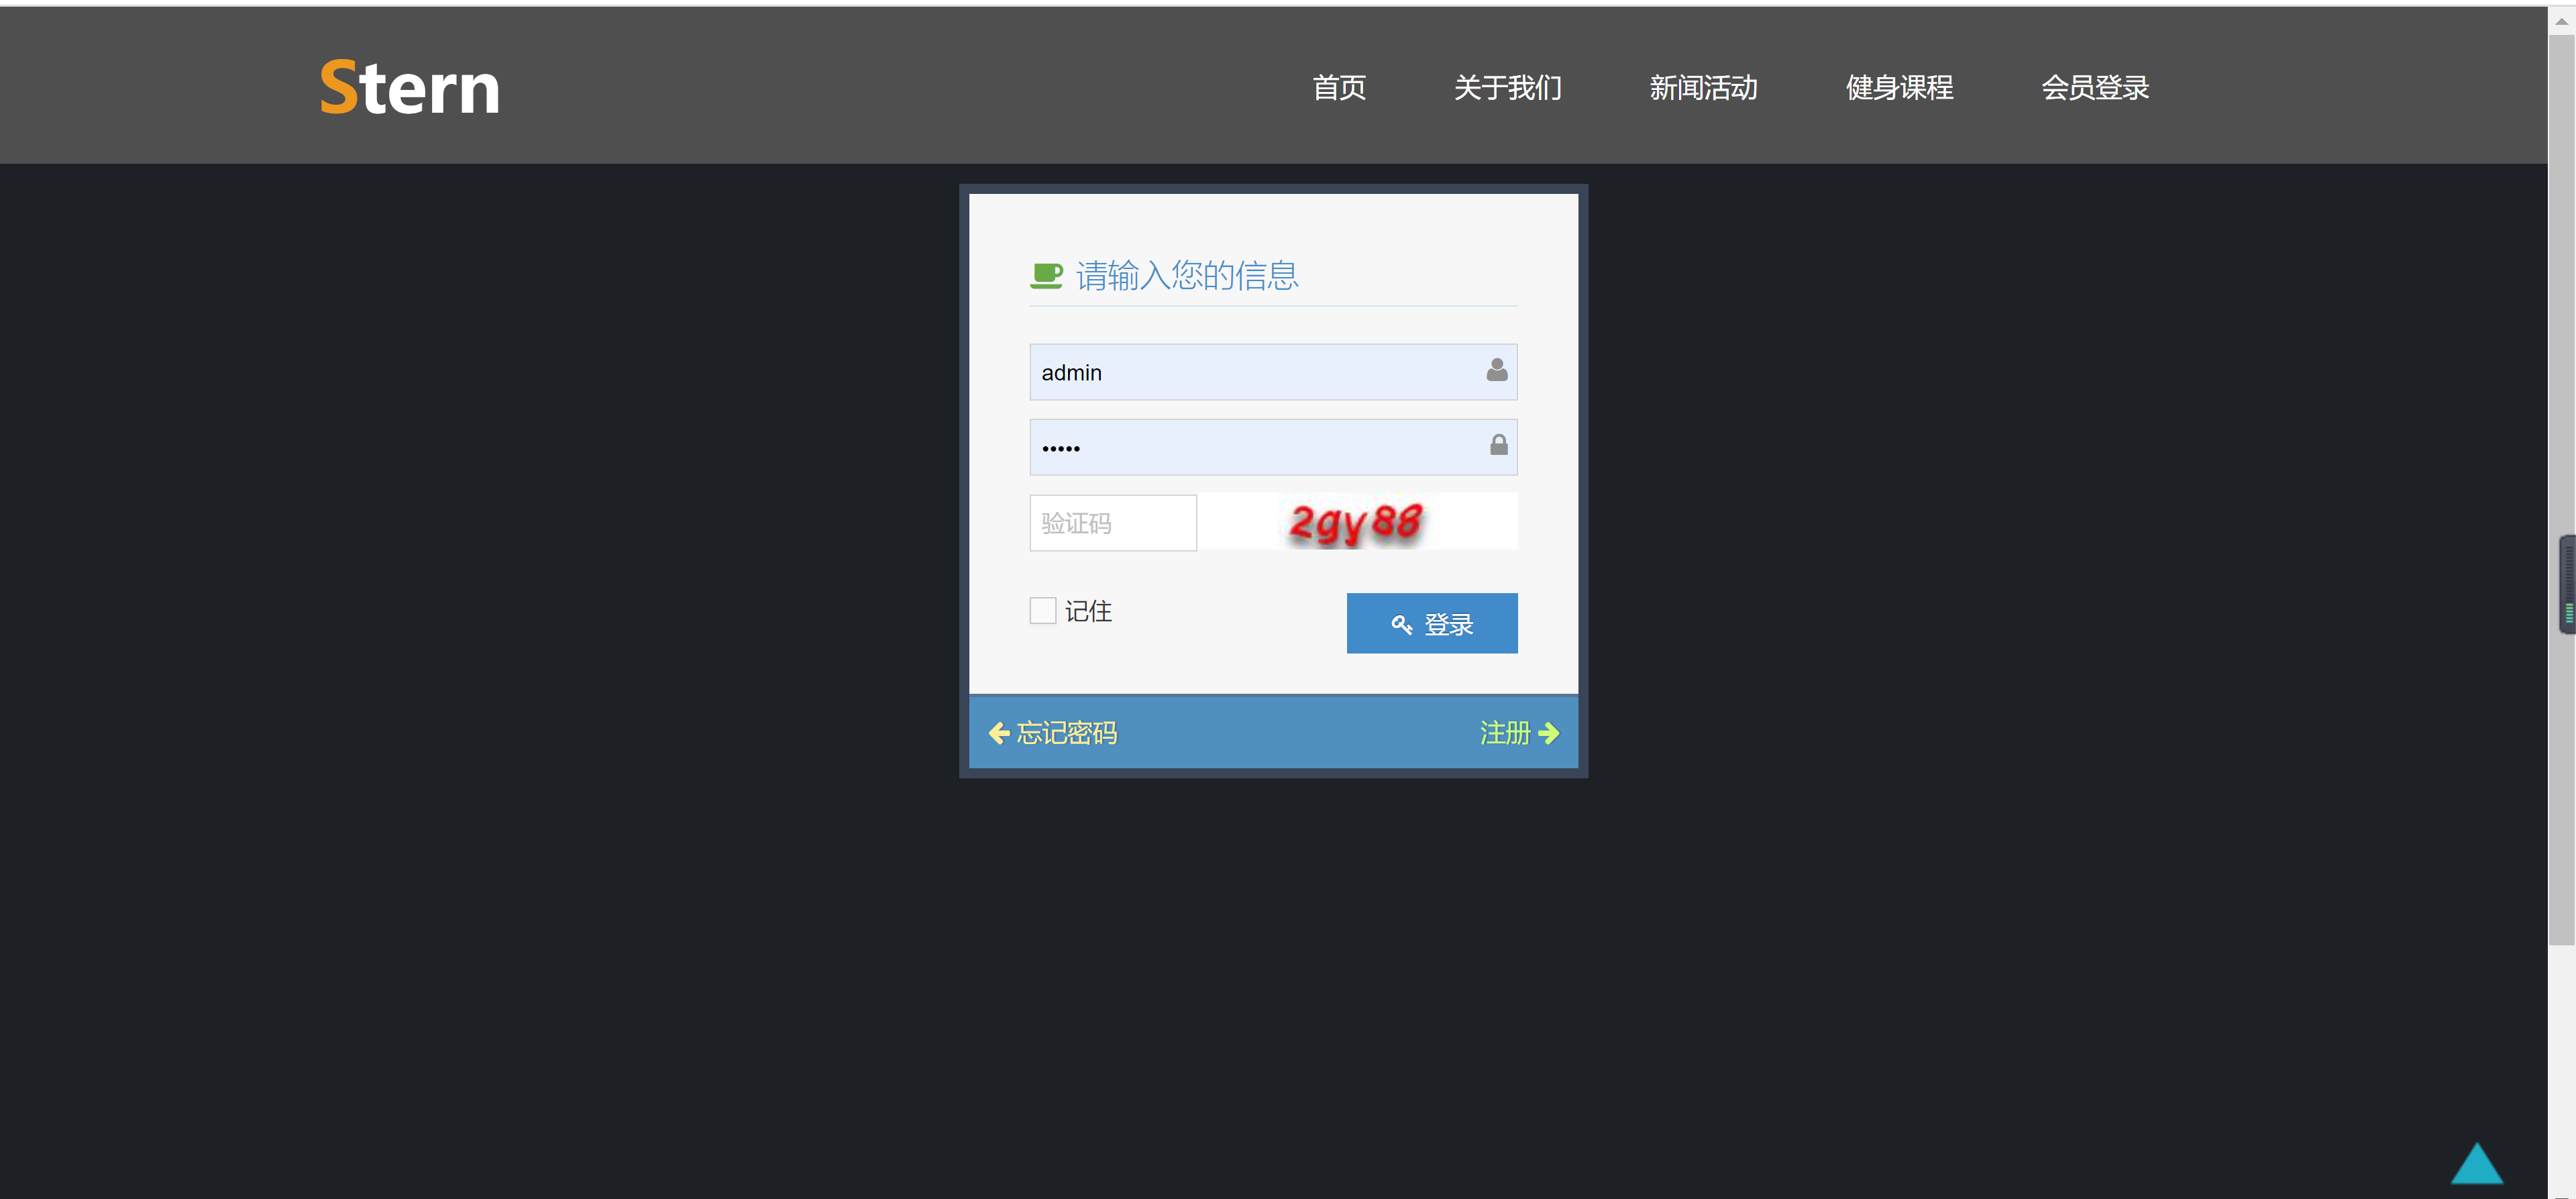 Stern
首页 关于我们 新闻活动 健身课程 会员登录
请输入您的信息
admin
•••••
验证码 2gy88
记住 登录
忘记密码 注册